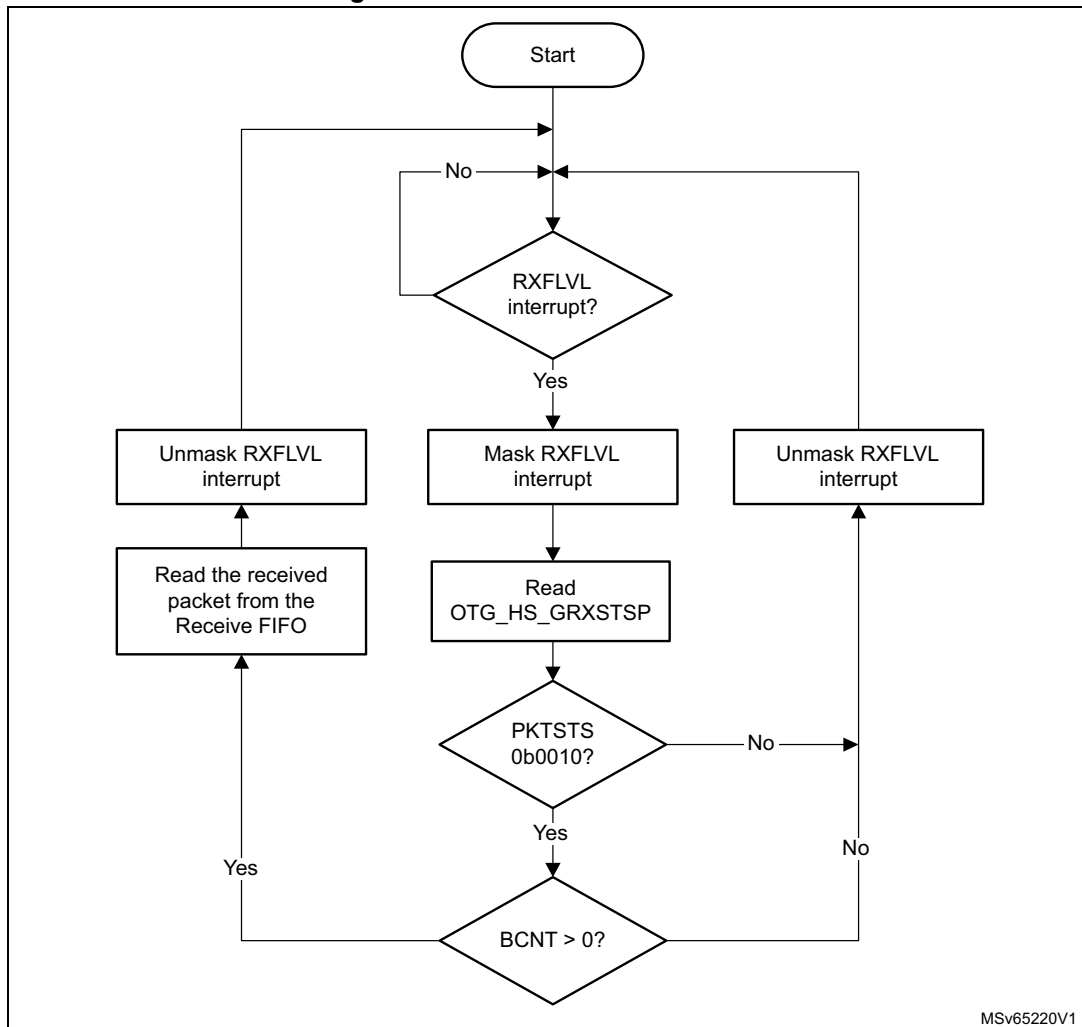 Start
No
RXFLVL
interrupt?
Yes
Unmask RXFLVL
interrupt
Mask RXFLVL
interrupt
Unmask RXFLVL
interrupt
Read the received
packet from the
Receive FIFO
Read
OTG_HS_GRXSTSP
PKTSTS
0b0010?
No
Yes
Yes
No
BCNT > 0?
MSv65220V1